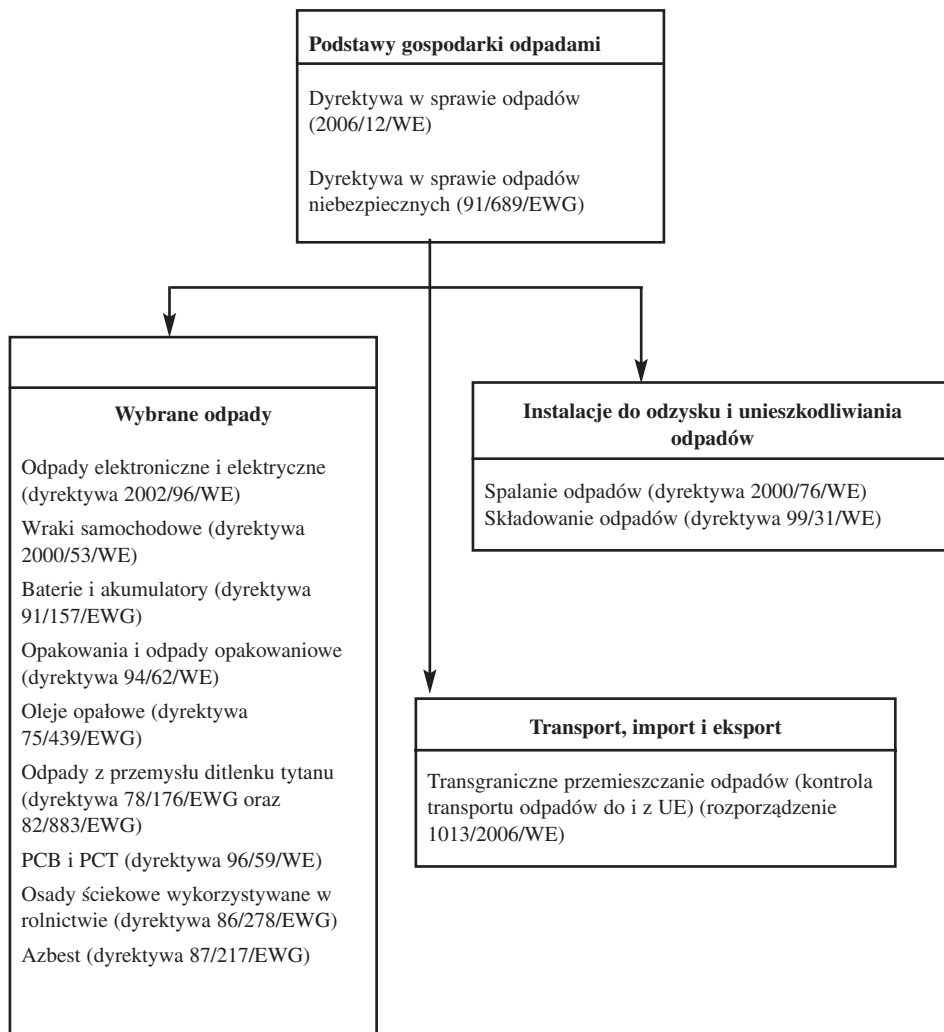 Podstawy gospodarki odpadami
Dyrektywa w sprawie odpadów
(2006/12/WE)
Dyrektywa w sprawie odpadów
niebezpiecznych (91/689/EWG)
Wybrane odpady
Odpady elektroniczne i elektryczne
(dyrektywa 2002/96/WE)
Wraki samochodowe (dyrektywa
2000/53/WE)
Baterie i akumulatory (dyrektywa
91/157/EWG)
Opakowania i odpady opakowaniowe
(dyrektywa 94/62/WE)
Oleje opałowe (dyrektywa
75/439/EWG)
Odpady z przemysłu ditlenku tytanu
(dyrektywa 78/176/EWG oraz
82/883/EWG)
PCB i PCT (dyrektywa 96/59/WE)
Osady ściekowe wykorzystywane w
rolnictwie (dyrektywa 86/278/EWG)
Azbest (dyrektywa 87/217/EWG)
Instalacje do odzysku i unieszkodliwiania
odpadów
Spalanie odpadów (dyrektywa 2000/76/WE)
Składowanie odpadów (dyrektywa 99/31/WE)
Transport, import i eksport
Transgraniczne przemieszczanie odpadów (kontrola
transportu odpadów do i z UE) (rozporządzenie
1013/2006/WE)